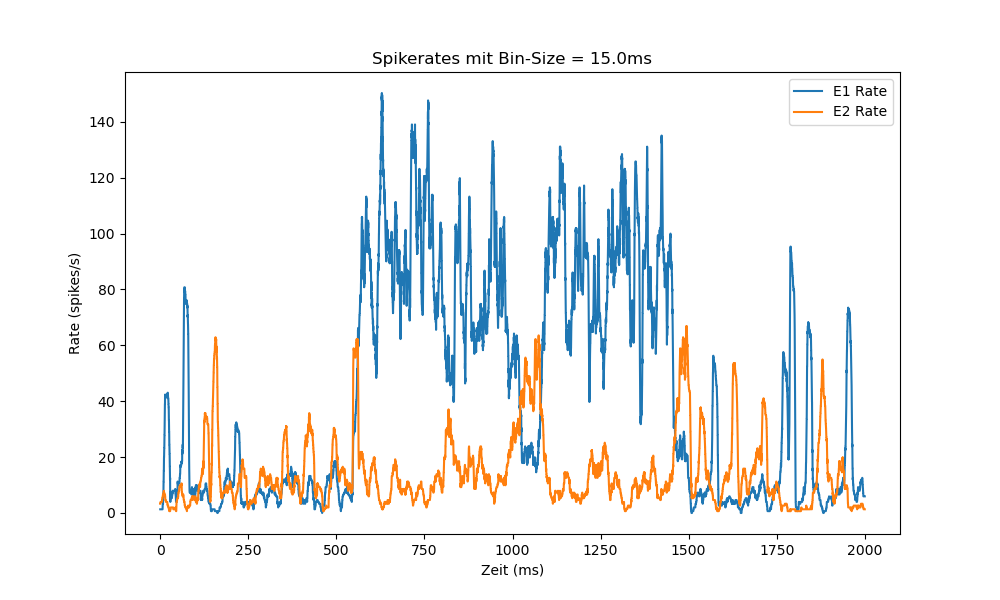 Spikerates mit Bin-Size = 15.0ms
E1 Rate
E2 Rate
Rate (spikes/s)
140
120
100
80
60
40
20
0
0 250 500 750 1000 1250 1500 1750 2000
Zeit (ms)